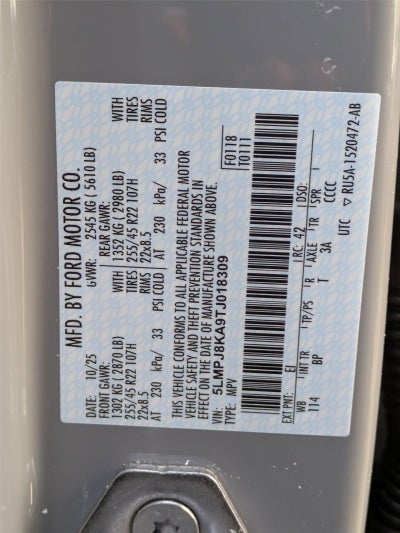 MFD. BY FORD MOTOR CO.
DATE: 10/25 GVWR: 2545 KG ( 5610 LB)
FRONT GAWR: REAR GAWR: WITH
1302 KG ( 2870 LB) 1352 KG ( 2980 LB) TIRES
255/45 R22 107H 255/45 R22 107H RIMS
22x8.5 22x8.5
AT 230 kPa/ 33 PSI COLD AT 230 kPa/ 33 PSI COLD
WITH
TIRES
RIMS
THIS VEHICLE CONFORMS TO ALL APPLICABLE FEDERAL MOTOR
VEHICLE SAFETY AND THEFT PREVENTION STANDARDS IN
EFFECT ON THE DATE OF MANUFACTURE SHOWN ABOVE.
VIN: 5LMPJ8KA9TJ018309
TYPE: MPV
F0118
T0111
EXT PNT: EJ RC: 42 DSO:
WB INT TR TP/PS R AXLE TR SPR
114 BP T 3A CCCC
UTC ▽ RU5A-1520472-AB